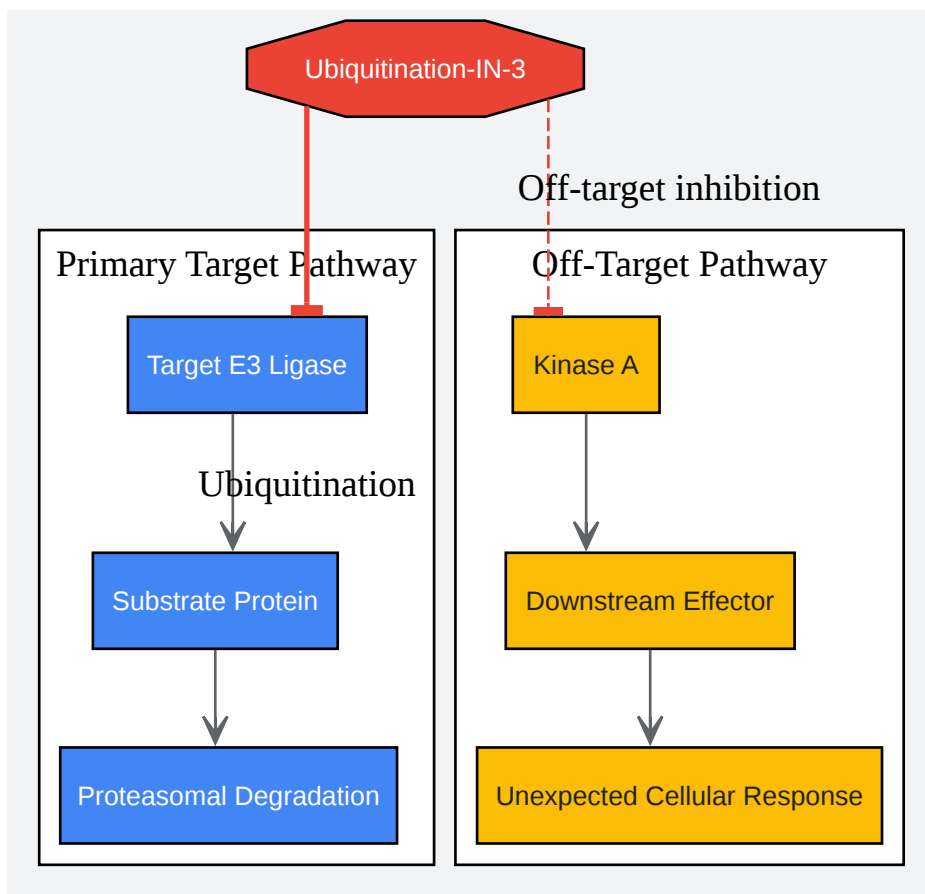 Ubiquitination-IN-3
Off-target inhibition
Primary Target Pathway
Off-Target Pathway
Target E3 Ligase
Kinase A
Ubiquitination
Substrate Protein
Downstream Effector
Proteasomal Degradation
Unexpected Cellular Response